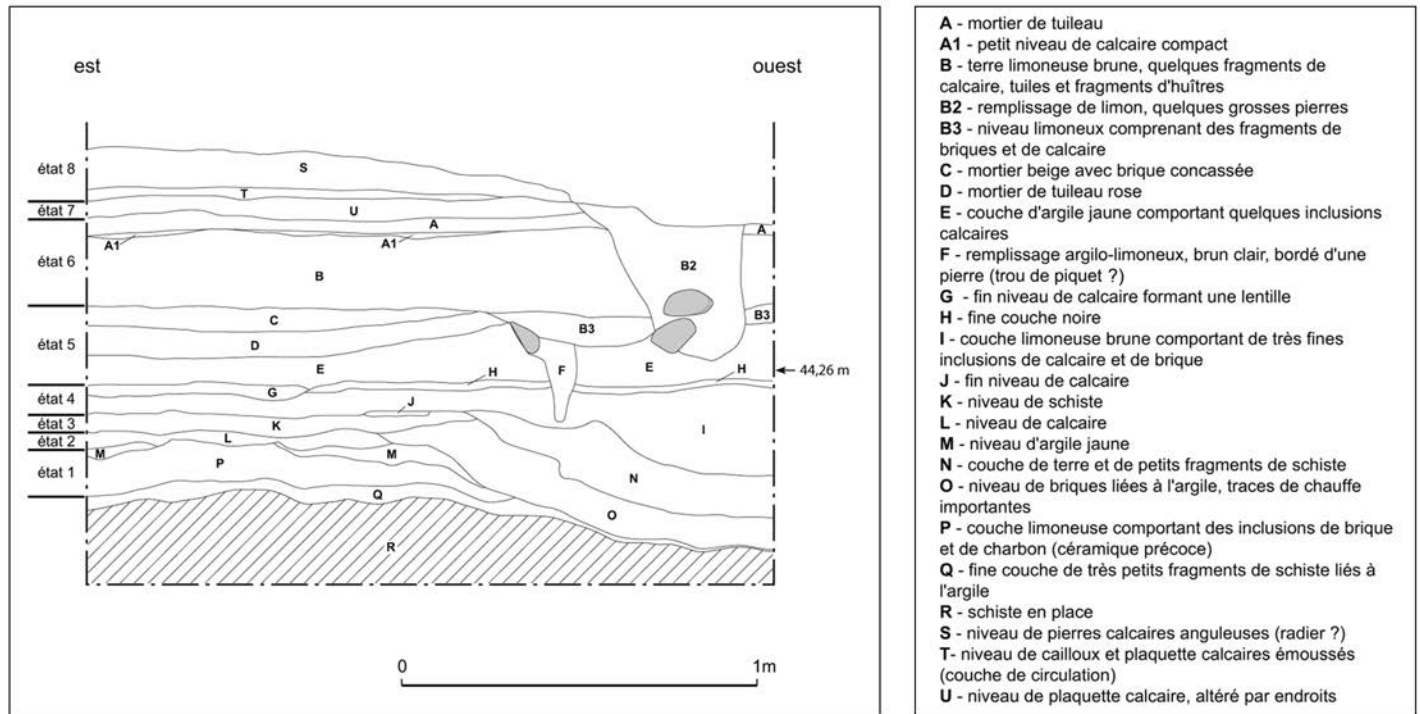 est
ouest
état 8
S
T
état 7
U
A
A
A1
A1
état 6
B
B2
B3
B3
C
D
état 5
E
E
H
F
H
44,26 m
G
état 4
J
I
état 3
K
état 2
L
M
M
état 1
P
N
Q
O
R
0
1m
A - mortier de tuileau
A1 - petit niveau de calcaire compact
B - terre limoneuse brune, quelques fragments de
calcaire, tuiles et fragments d'huîtres
B2 - remplissage de limon, quelques grosses pierres
B3 - niveau limoneux comprenant des fragments de
briques et de calcaire
C - mortier beige avec brique concassée
D - mortier de tuileau rose
E - couche d'argile jaune comportant quelques inclusions
calcaires
F - remplissage argilo-limoneux, brun clair, bordé d'une
pierre (trou de piquet ?)
G - fin niveau de calcaire formant une lentille
H - fine couche noire
I - couche limoneuse brune comportant de très fines
inclusions de calcaire et de brique
J - fin niveau de calcaire
K - niveau de schiste
L - niveau de calcaire
M - niveau d'argile jaune
N - couche de terre et de petits fragments de schiste
O - niveau de briques liées à l'argile, traces de chauffe
importantes
P - couche limoneuse comportant des inclusions de brique
et de charbon (céramique précoce)
Q - fine couche de très petits fragments de schiste liés à
l'argile
R - schiste en place
S - niveau de pierres calcaires anguleuses (radier ?)
T- niveau de cailloux et plaquette calcaires émoussés
(couche de circulation)
U - niveau de plaquette calcaire, altéré par endroits